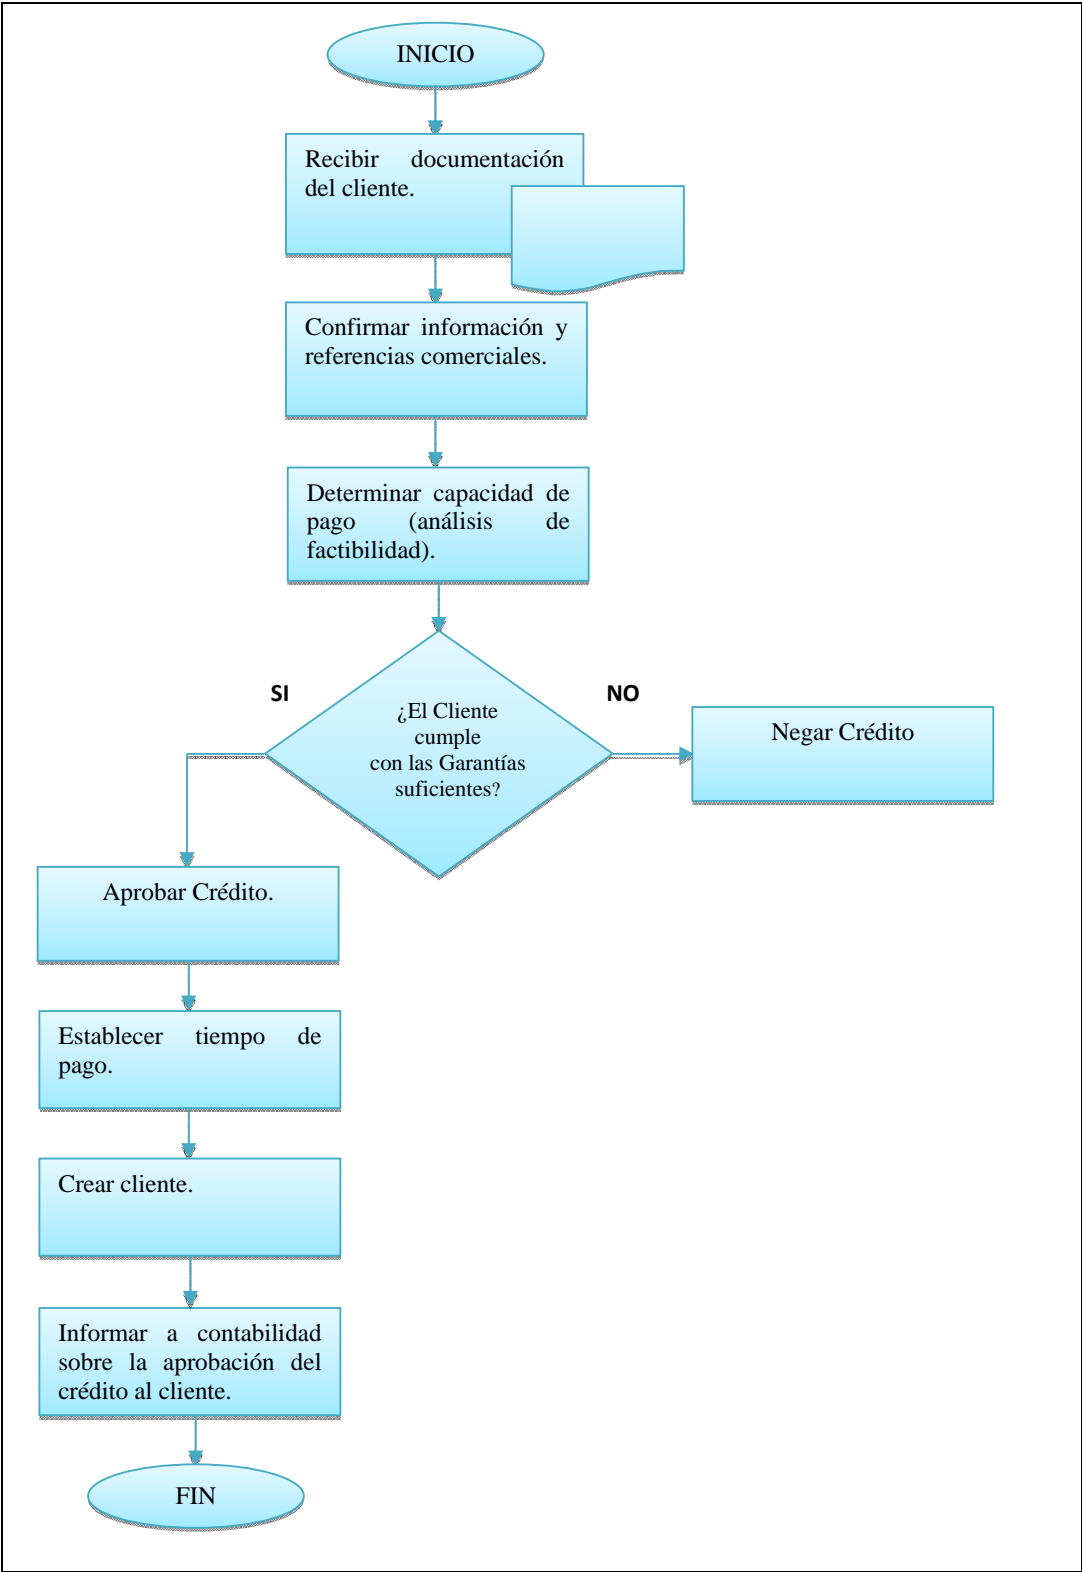 INICIO
Recibir documentación
del cliente.
Confirmar información y
referencias comerciales.
Determinar capacidad de
pago (análisis de
factibilidad).
SI
NO
¿El Cliente
cumple
con las Garantías
suficientes?
Negar Crédito
Aprobar Crédito.
Establecer tiempo de
pago.
Crear cliente.
Informar a contabilidad
sobre la aprobación del
crédito al cliente.
FIN